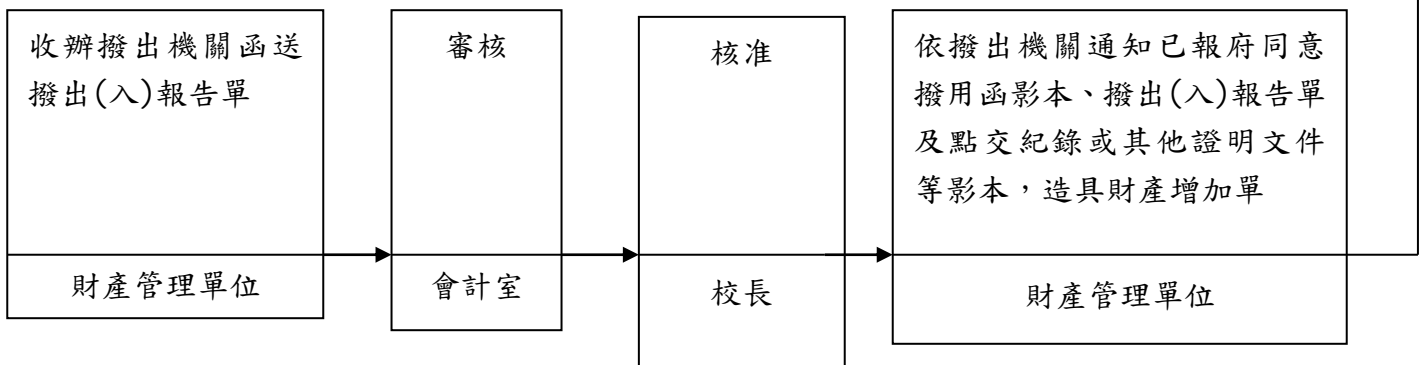 收辦撥出機關函送
撥出(入)報告單
財產管理單位
審核
會計室
核准
校長
依撥出機關通知已報府同意
撥用函影本、撥出(入)報告單
及點交紀錄或其他證明文件
等影本，造具財產增加單
財產管理單位